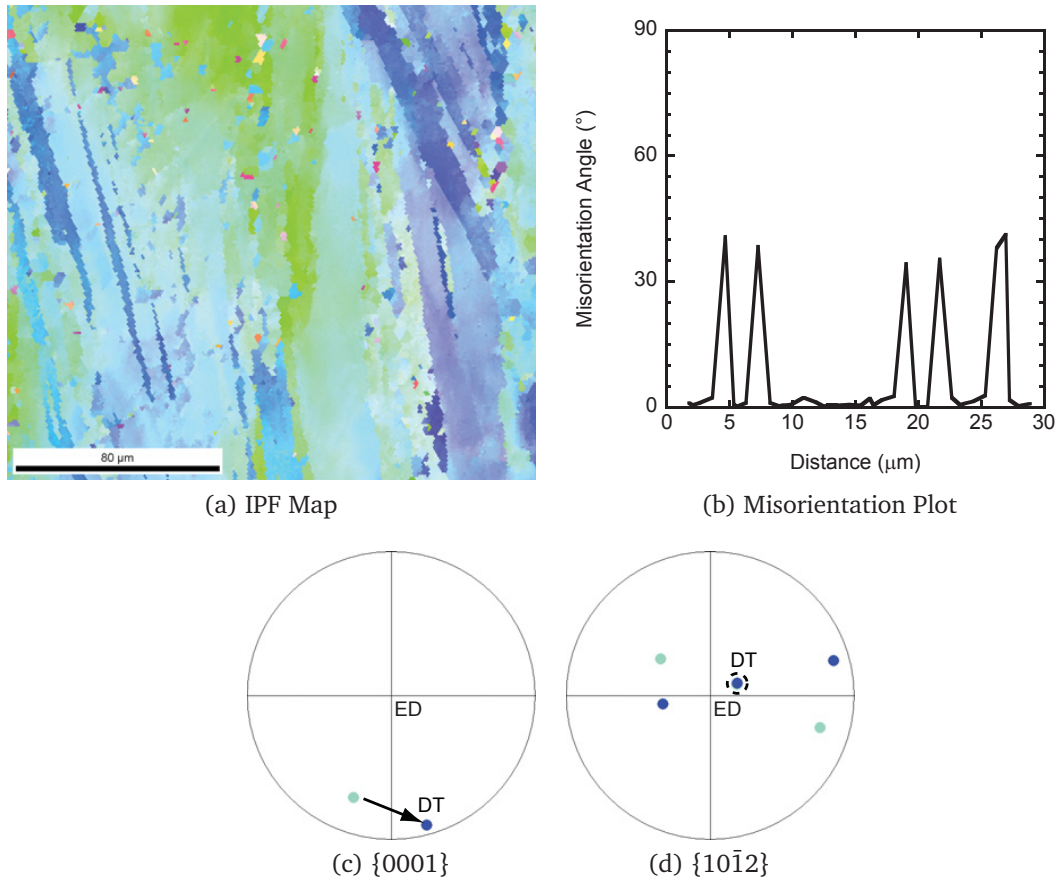 80 μm
(a) IPF Map
90
60
30
0
Misorientation Angle (°)
0 5 10 15 20 25 30
Distance (μm)
(b) Misorientation Plot
ED
DT
(c) {0001}
DT
ED
(d) {101̄2}